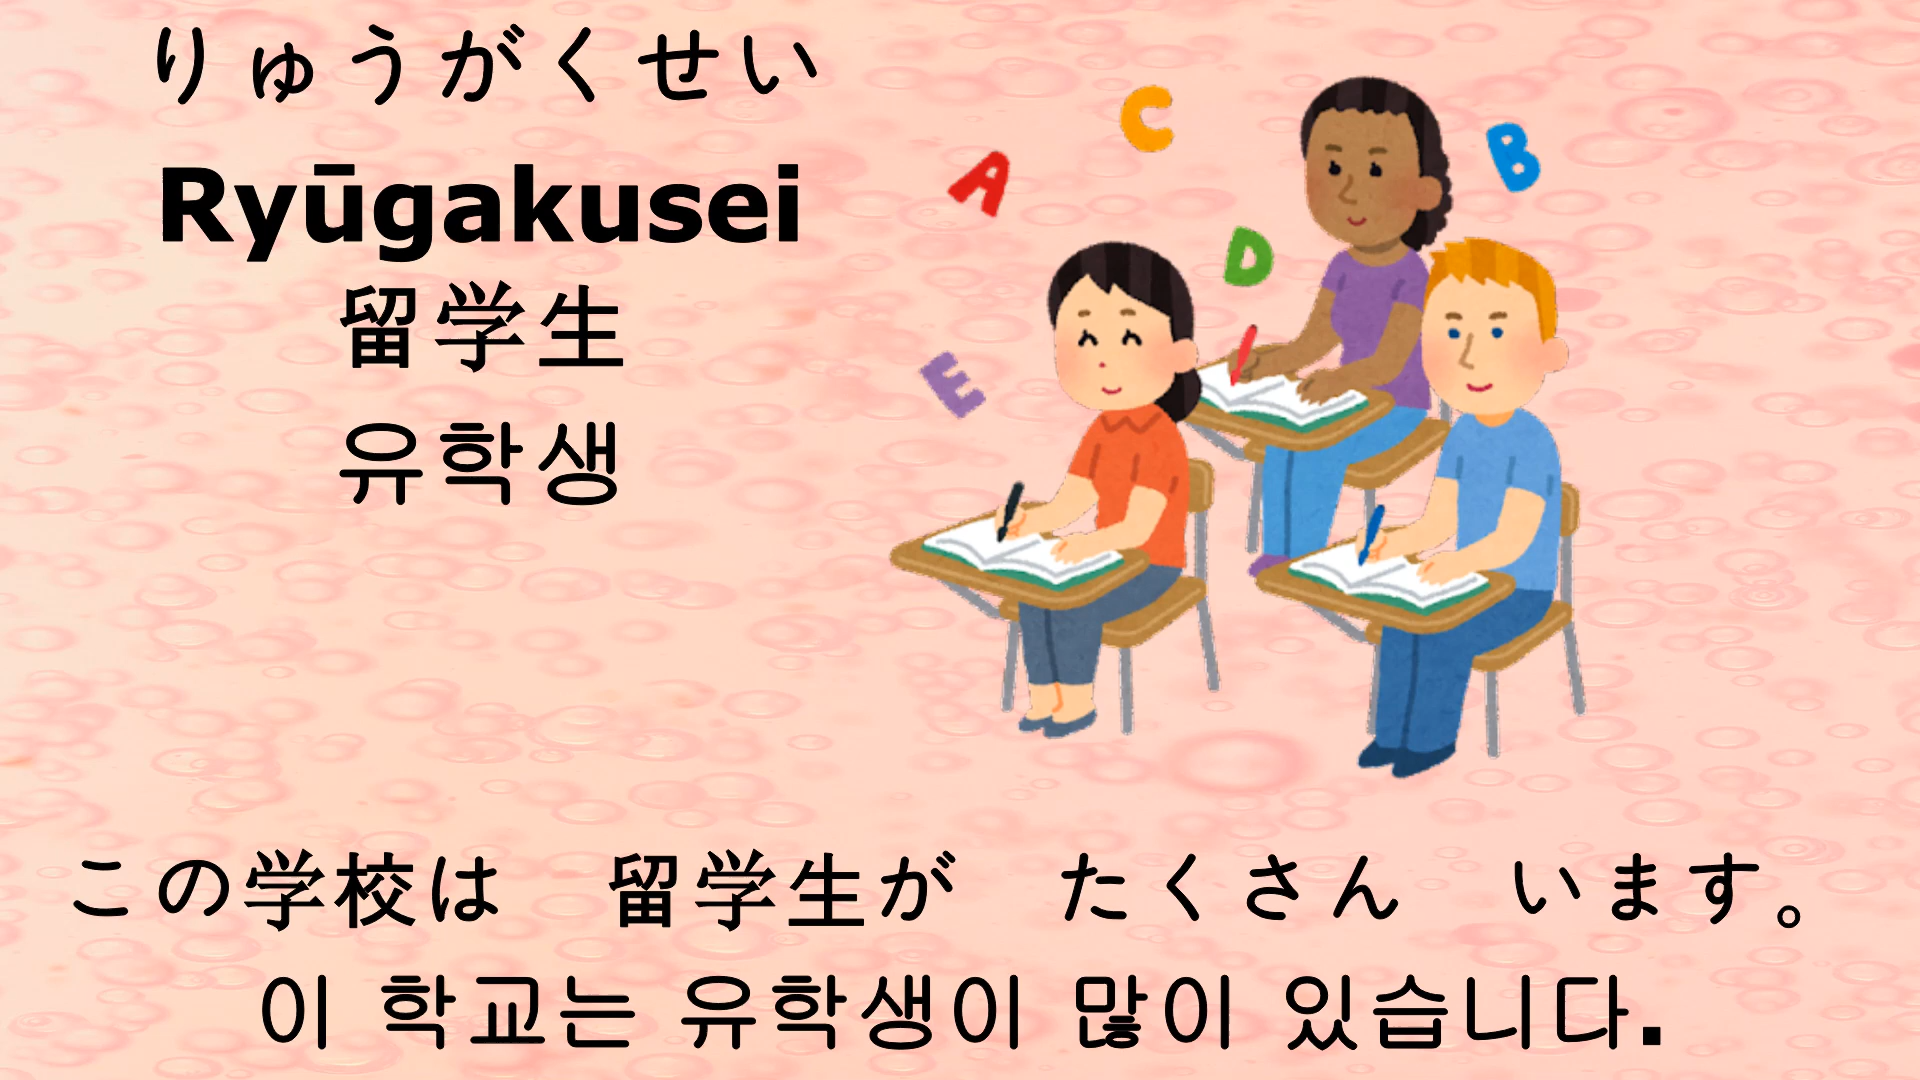 りゅうがくせい
Ryūgakusei
留学生
유학생
A
C
B
D
E
この学校は　留学生が　たくさん　います。
이 학교는 유학생이 많이 있습니다.